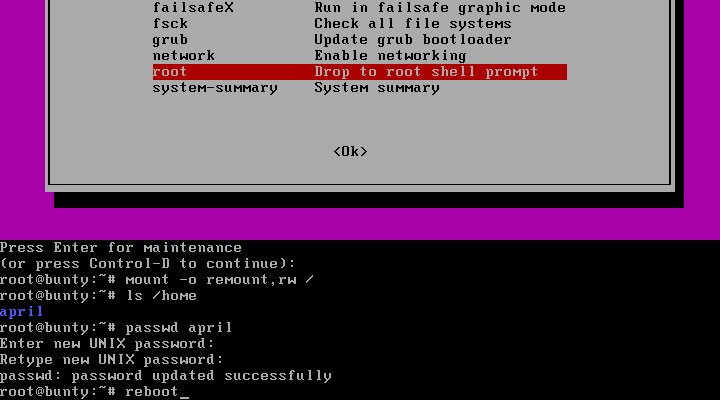 failsafeX Run in failsafe graphic mode
fsck Check all file systems
grub Update grub bootloader
network Enable networking
root Drop to root shell prompt
system-summary System summary
<Ok>
Press Enter for maintenance
(or press Control-D to continue):
root@bunty:~# mount -o remount,rw /
root@bunty:~# ls /home
april
root@bunty:~# passwd april
Enter new UNIX password:
Retype new UNIX password:
passwd: password updated successfully
root@bunty:~# reboot_